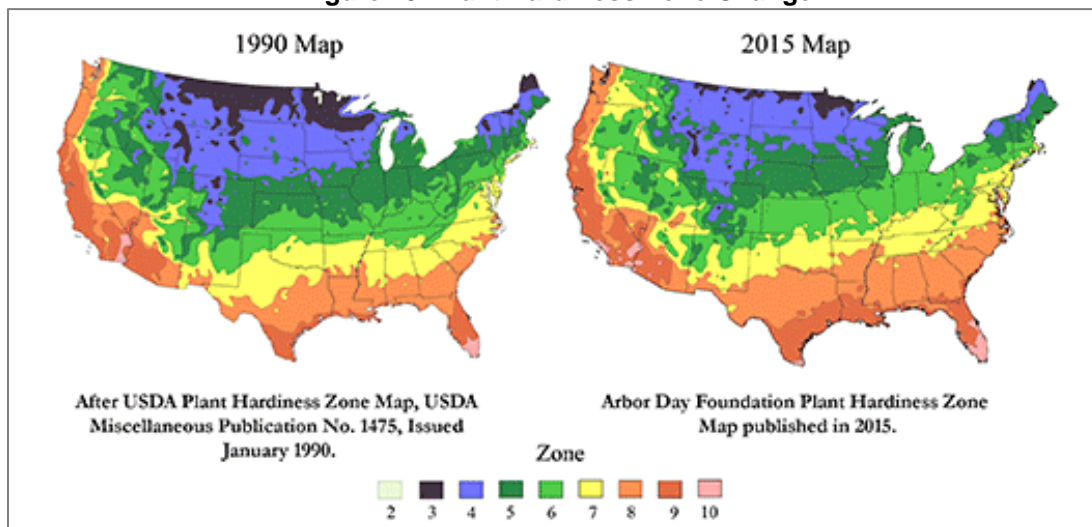 1990 Map
2015 Map
After USDA Plant Hardiness Zone Map, USDA
Miscellaneous Publication No. 1475, Issued
January 1990.
Arbor Day Foundation Plant Hardiness Zone
Map published in 2015.
Zone
2 3 4 5 6 7 8 9 10